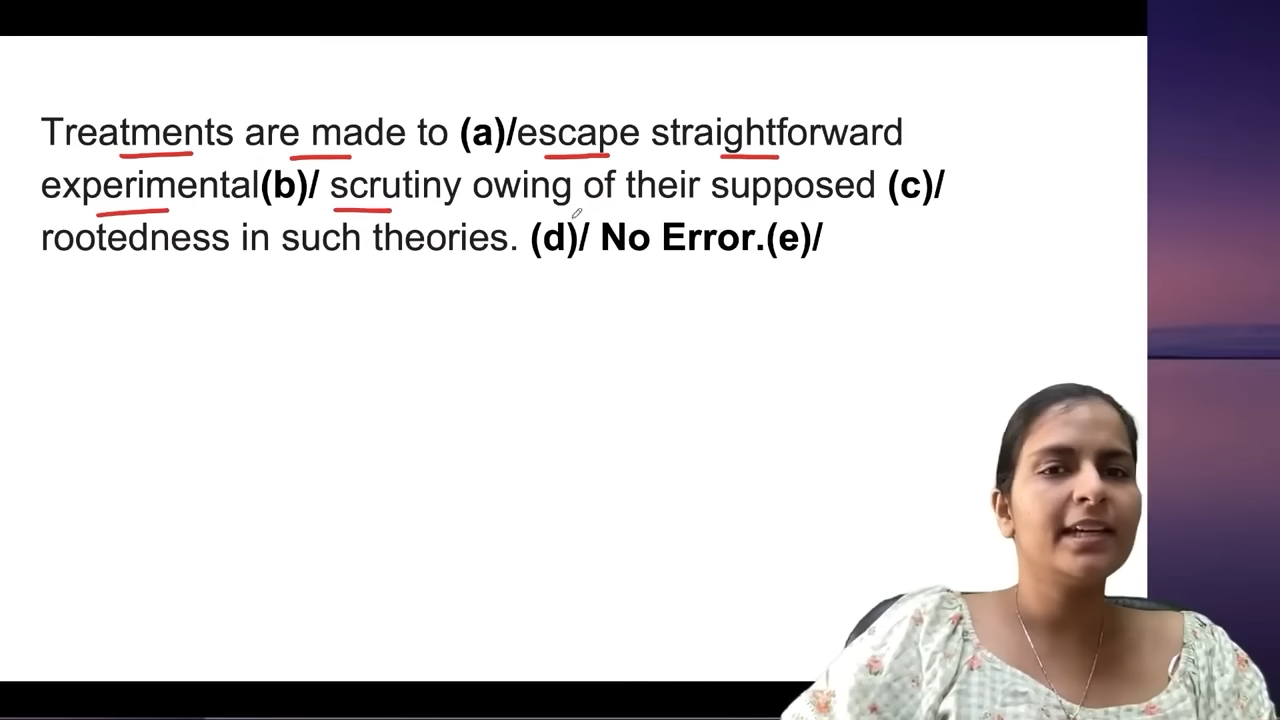 Treatments are made to (a)/escape straightforward
experimental(b)/ scrutiny owing of their supposed (c)/
rootedness in such theories. (d)/ No Error.(e)/